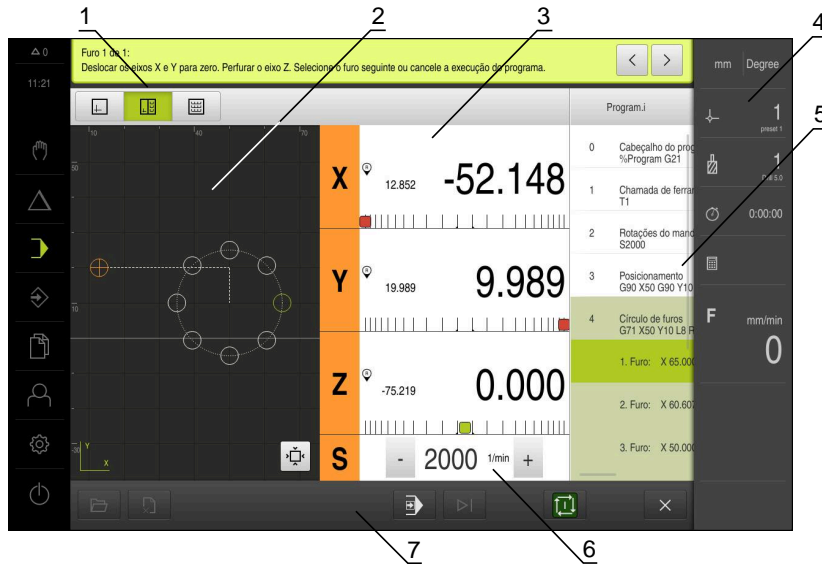 1
2
3
4
5
6
7
0
11:21
Furo 1 de 1:
Deslocar os eixos X e Y para zero. Perfurar o eixo Z. Selecione o furo seguinte ou cancele a execução do programa.
mm Degree
Program.i
10 40 70
50
10
-30
Y
X
X
R
12.852
-52.148
Y
R
19.989
9.989
Z
R
-75.219
0.000
S
- 2000 1/min +
0 Cabeçalho do prog
%Program G21
1 Chamada de ferra
T1
2 Rotações do mand
S2000
3 Posicionamento
G90 X50 G90 Y10
4 Círculo de furos
G71 X50 Y10 L8 R
1. Furo: X 65.000
2. Furo: X 60.607
3. Furo: X 50.000
1
preset 1
1
5.0
0:00:00
F mm/min
0